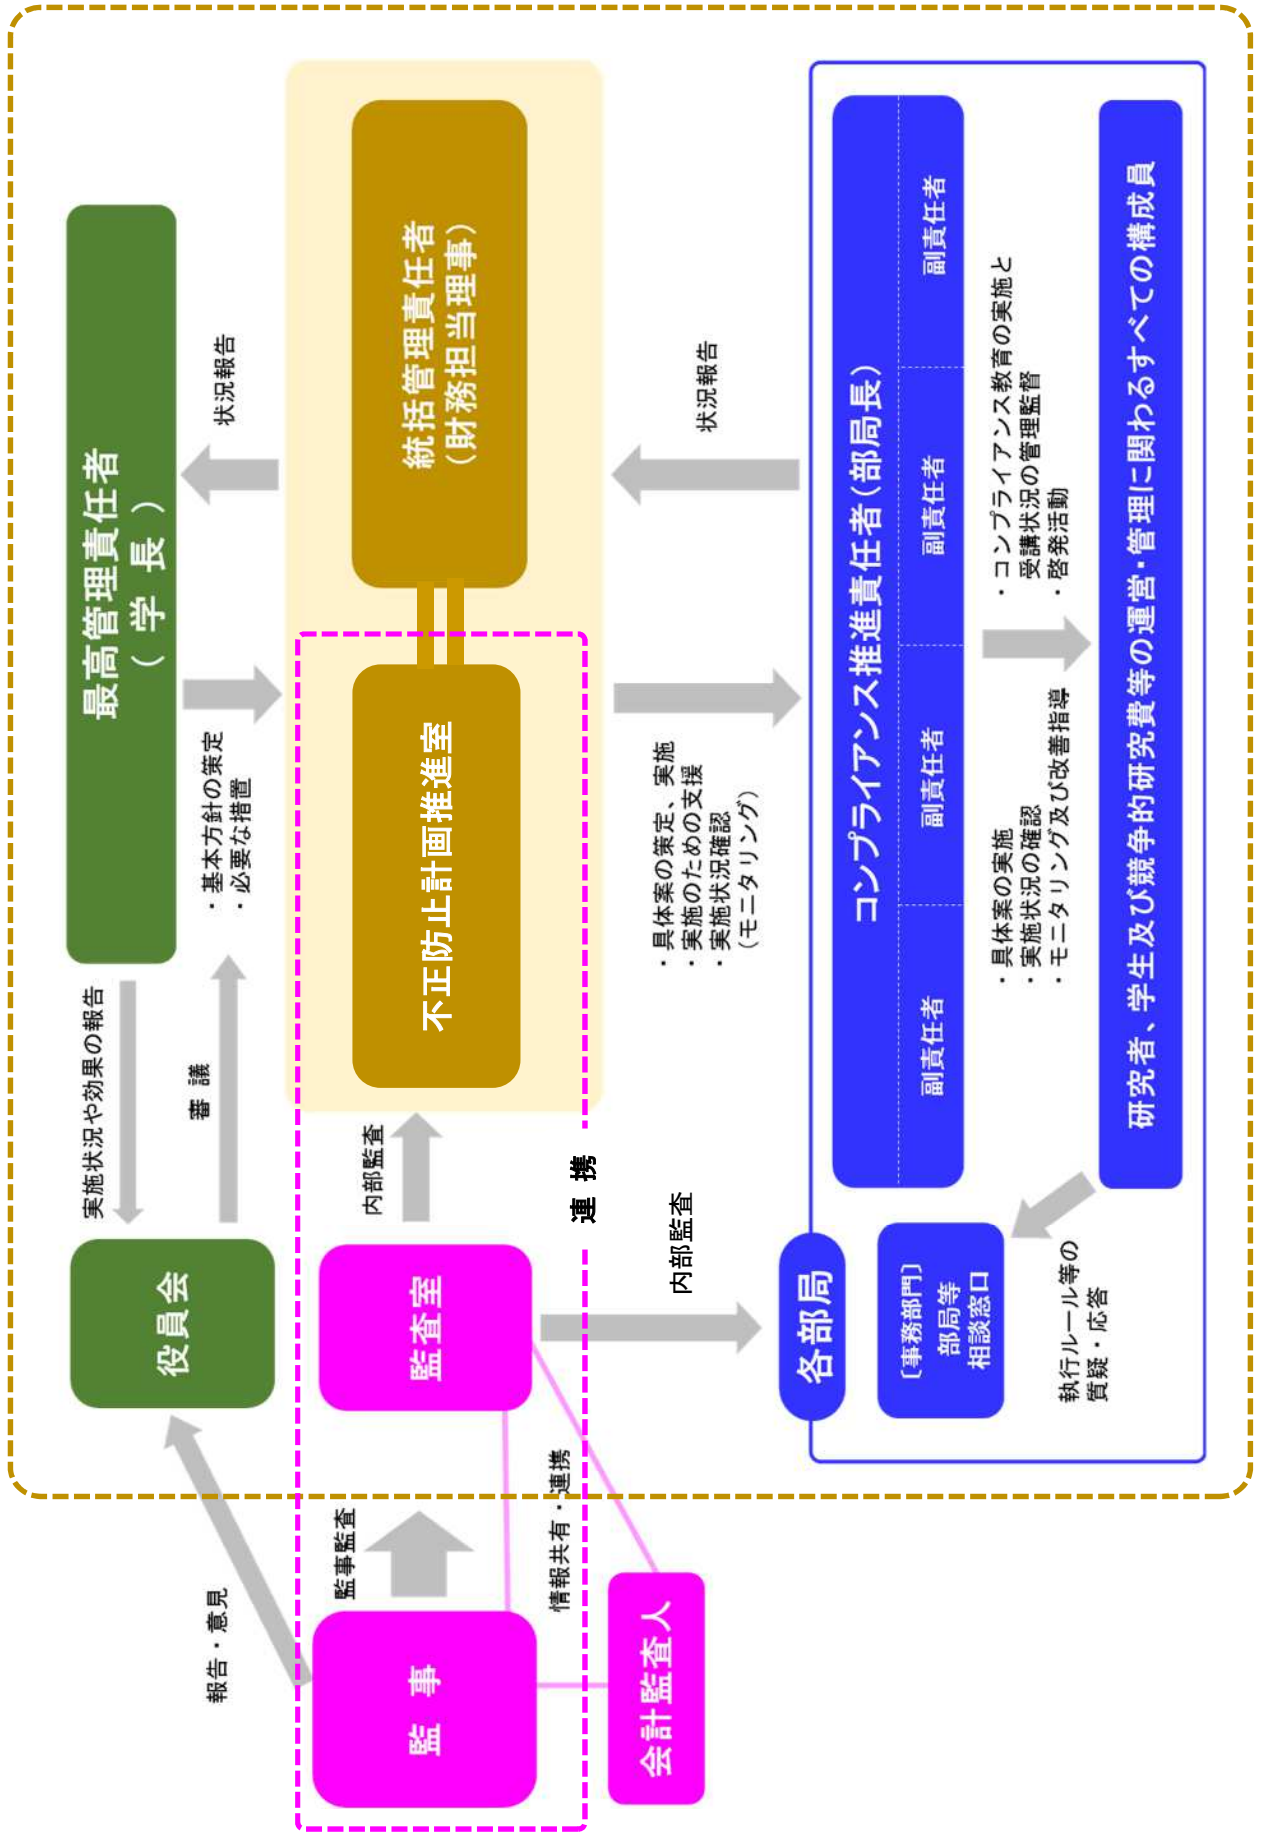 最高管理責任者
（ 学 長 ）
役員会
実施状況や効果の報告
審 議
・基本方針の策定
・必要な措置
状況報告
報告・意見
統括管理責任者
（財務担当理事）
不正防止計画推進室
内部監査
監査室
監事監査
監 事
連 携
情報共有・連携
会計監査人
内部監査
・具体案の策定、実施
・実施のための支援
・実施状況確認
（モニタリング）
状況報告
各部局
コンプライアンス推進責任者（部局長）
副責任者
副責任者
副責任者
副責任者
〔事務部門〕
部局等
相談窓口
・具体案の実施
・実施状況の確認
・モニタリング及び改善指導
・コンプライアンス教育の実施と
受講状況の管理監督
・啓発活動
執行ルール等の
質疑・応答
研究者、学生及び競争的研究費等の運営・管理に関わるすべての構成員